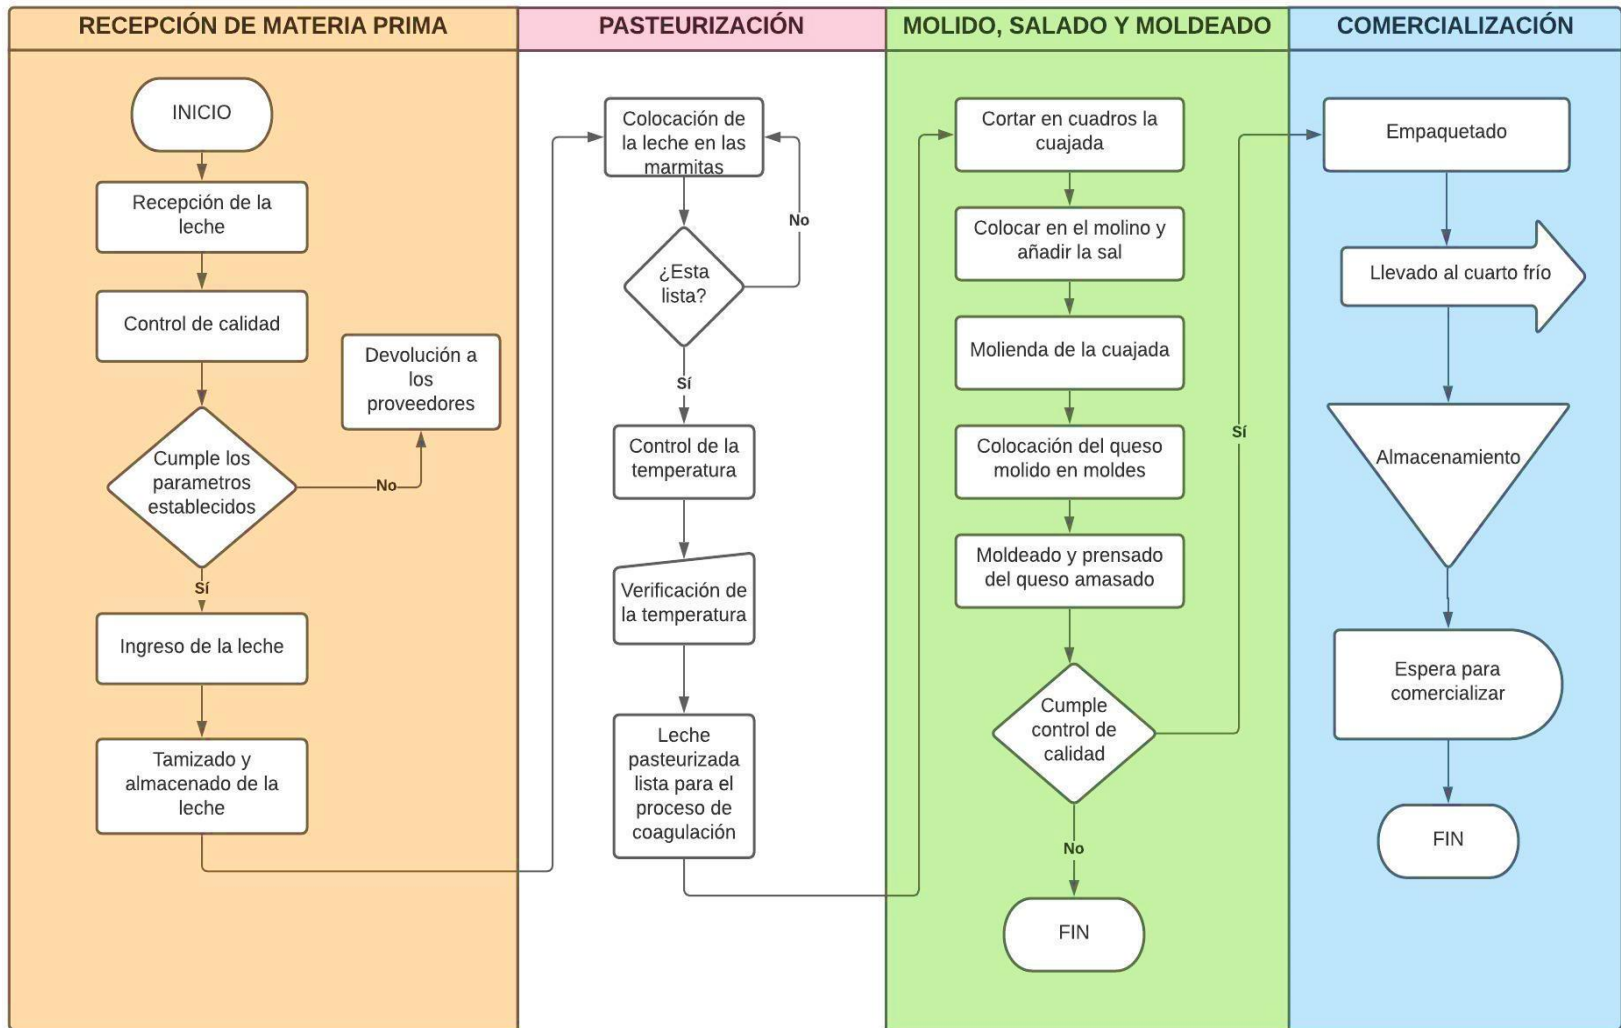 RECEPCIÓN DE MATERIA PRIMA
INICIO
Recepción de la
leche
Control de calidad
Devolución a
los
proveedores
Cumple los
parametros
establecidos
No
Sí
Ingreso de la leche
Tamizado y
almacenado de la
leche
PASTEURIZACIÓN
Colocación de
la leche en las
marmitas
No
¿Esta
lista?
Sí
Control de la
temperatura
Verificación de
la temperatura
Leche
pasteurizada
lista para el
proceso de
coagulación
MOLIDO, SALADO Y MOLDEADO
Cortar en cuadros la
cuajada
Colocar en el molino y
añadir la sal
Molienda de la cuajada
Colocación del queso
molido en moldes
Moldeado y prensado
del queso amasado
Cumple
control de
calidad
Sí
No
FIN
COMERCIALIZACIÓN
Empaquetado
Llevado al cuarto frío
Almacenamiento
Espera para
comercializar
FIN